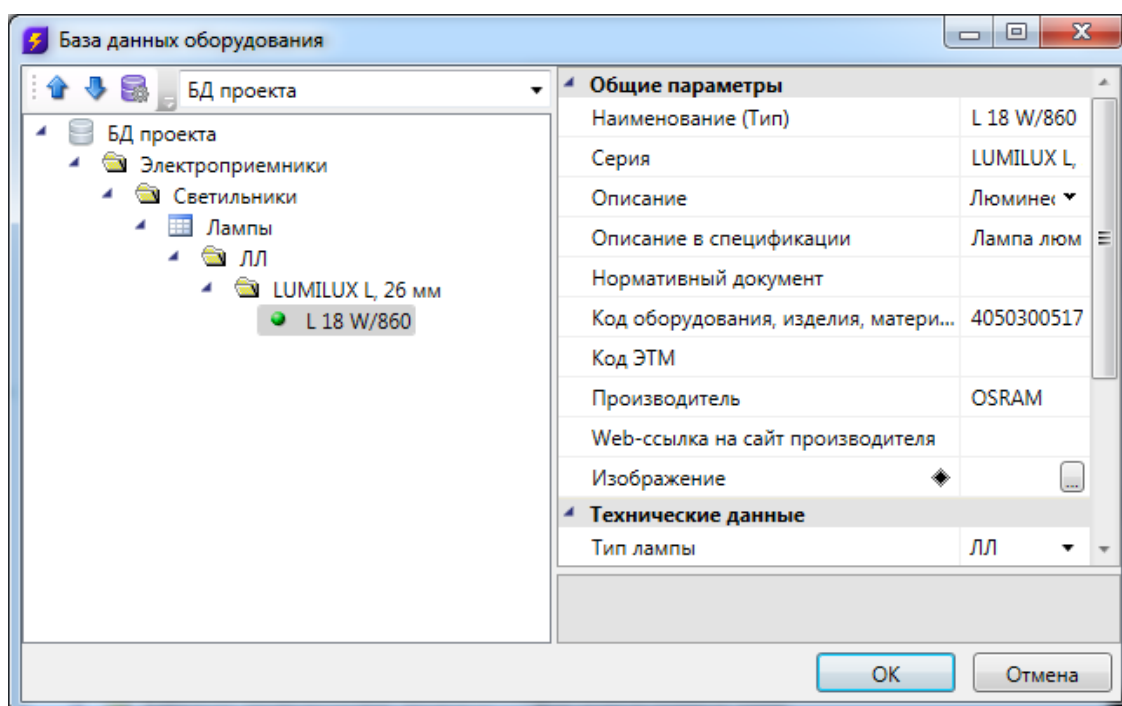 База данных оборудования
БД проекта
БД проекта
Электроприемники
Светильники
Лампы
ЛЛ
LUMILUX L, 26 мм
L 18 W/860
Общие параметры
Наименование (Тип) L 18 W/860
Серия LUMILUX L,
Описание Люминес
Описание в спецификации Лампа люм
Нормативный документ
Код оборудования, изделия, матери... 4050300517
Код ЭТМ
Производитель OSRAM
Web-ссылка на сайт производителя
Изображение ...
Технические данные
Тип лампы ЛЛ
OK Отмена